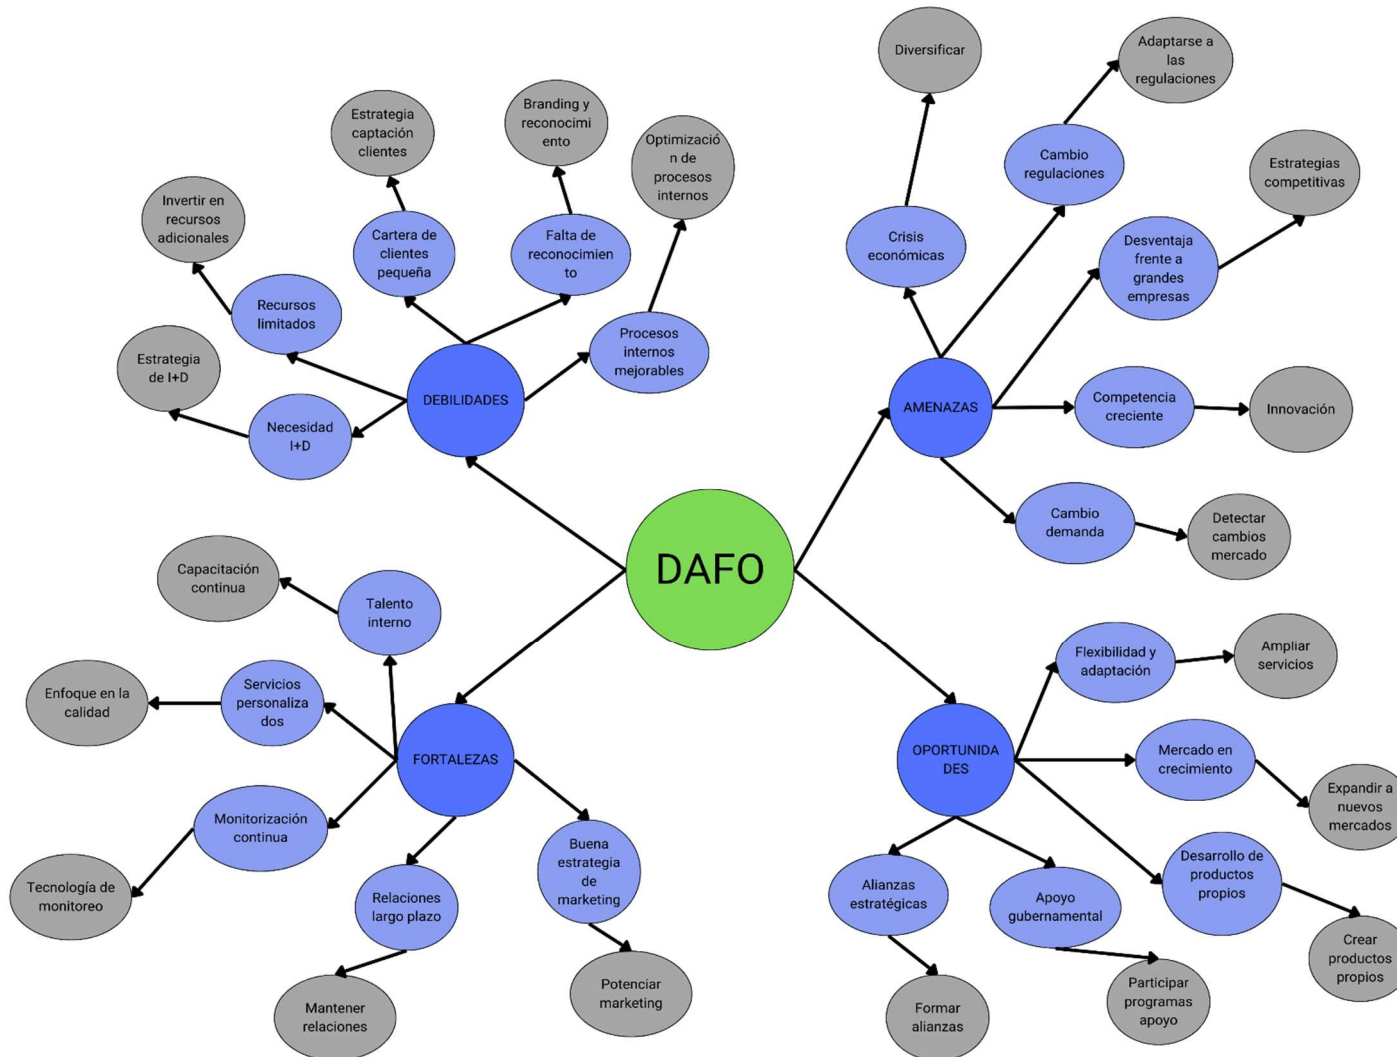 Diversificar
Adaptarse a
las
regulaciones
Estrategia
captación
clientes
Branding y
reconocimi
ento
Optimizació
n de
procesos
internos
Cambio
regulaciones
Estrategias
competitivas
Invertir en
recursos
adicionales
Cartera de
clientes
pequeña
Falta de
reconocimien
to
Crisis
económicas
Desventaja
frente a
grandes
empresas
Recursos
limitados
Procesos
internos
mejorables
Estrategia
de I+D
DEBILIDADES
AMENAZAS
Competencia
creciente
Innovación
Necesidad
I+D
Cambio
demanda
Detectar
cambios
mercado
DAFO
Capacitación
continua
Talento
interno
Flexibilidad y
adaptación
Ampliar
servicios
Enfoque en la
calidad
Servicios
personaliza
dos
FORTALEZAS
OPORTUNIDA
DES
Mercado en
crecimiento
Expandir a
nuevos
mercados
Monitorización
continua
Buena
estrategia
de
marketing
Desarrollo de
productos
propios
Tecnología de
monitoreo
Relaciones
largo plazo
Alianzas
estratégicas
Apoyo
gubernamental
Crear
productos
propios
Mantener
relaciones
Potenciar
marketing
Formar
alianzas
Participar
programas
apoyo